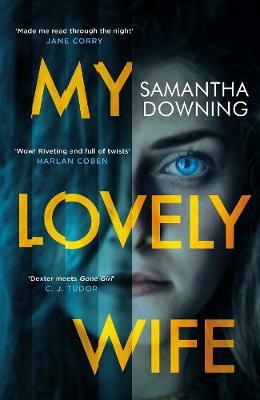 'Made me read through the night'
JANE CORRY
MY
SAMANTHA
DOWNING
'Wow! Riveting and full of twists'
HARLAN COBEN
LOVELY
'Dexter meets Gone Girl'
C. J. TUDOR
WIFE